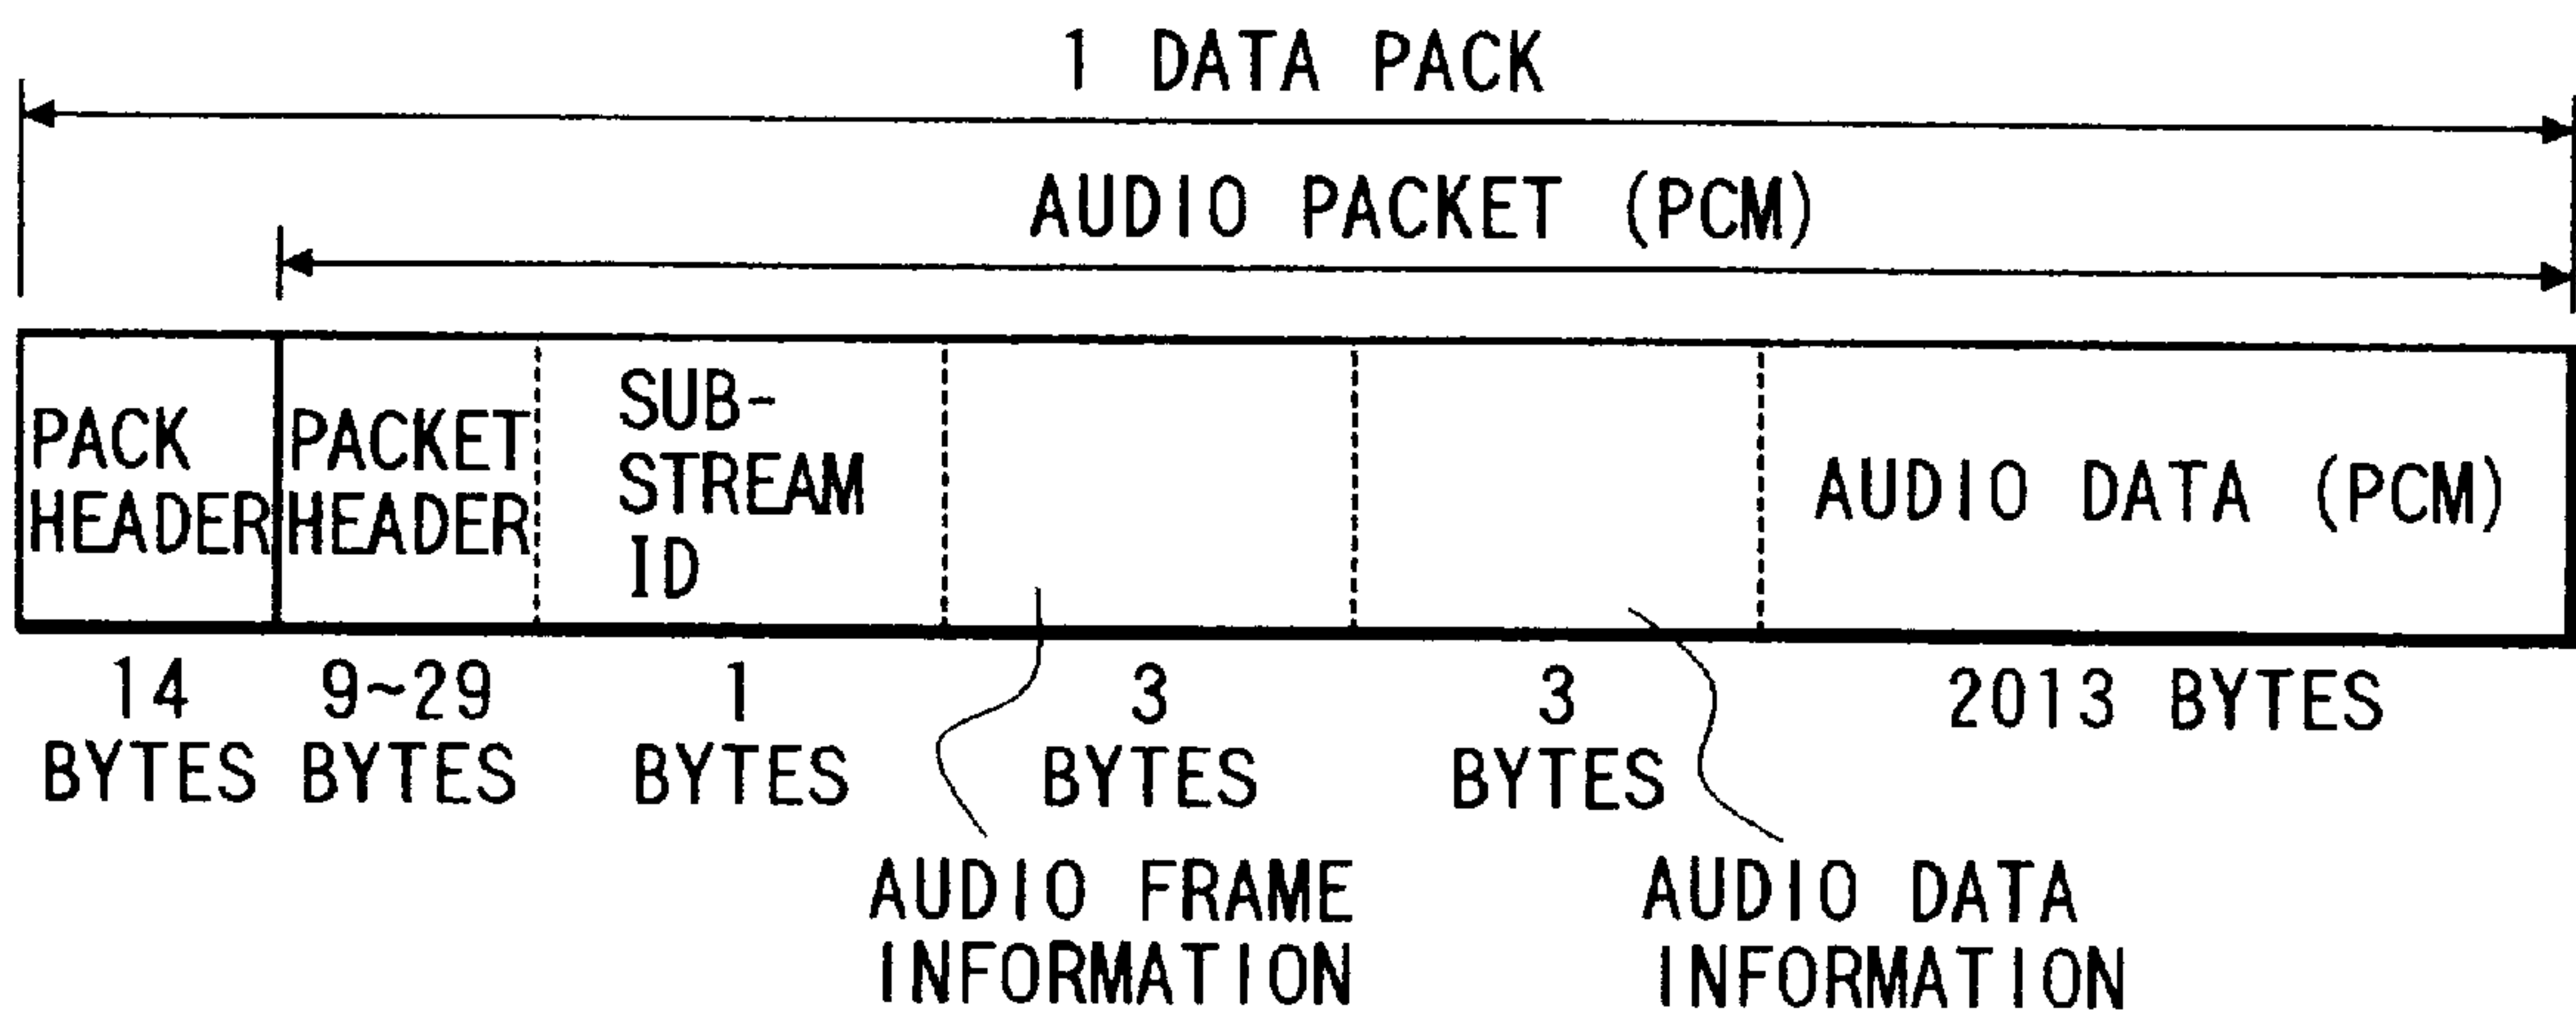 1 DATA PACK
AUDIO PACKET (PCM)
PACK
HEADER
PACKET
HEADER
SUB-
STREAM
ID
AUDIO DATA (PCM)
14
BYTES
9~29
BYTES
1
BYTES
3
BYTES
3
BYTES
2013 BYTES
AUDIO FRAME
INFORMATION
AUDIO DATA
INFORMATION